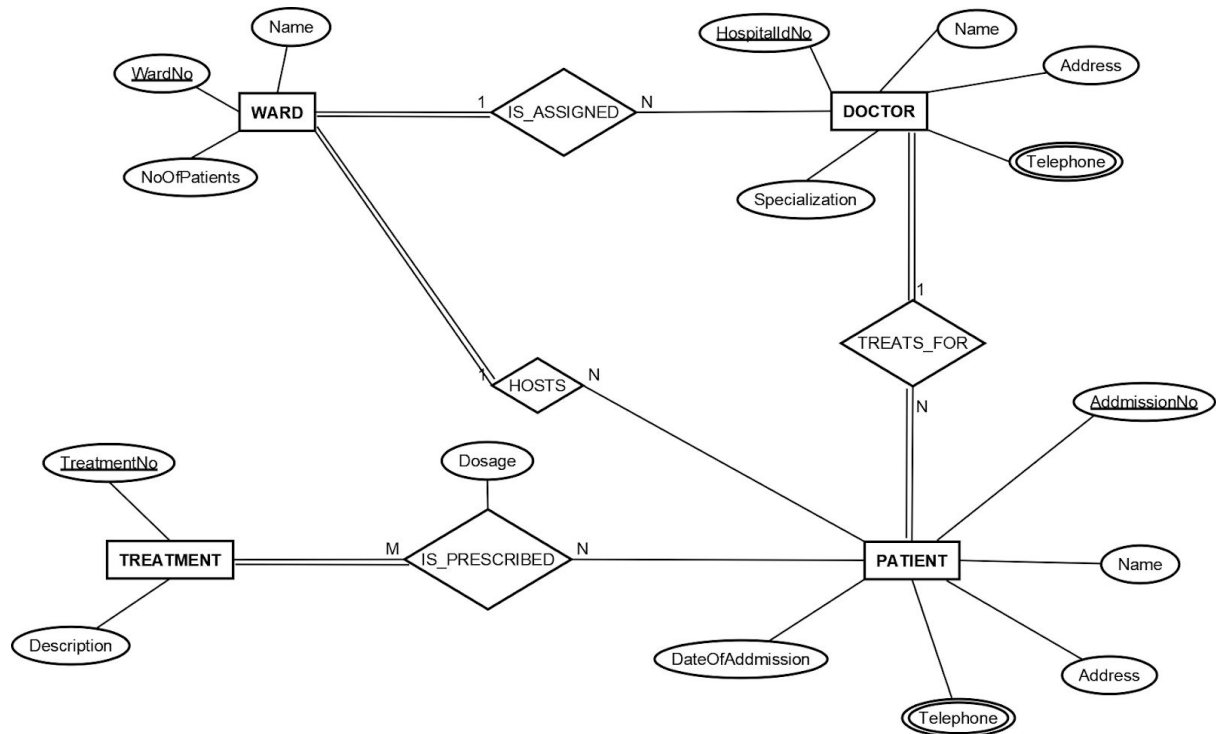 Name
HospitalIdNo
Name
WardNo
Address
WARD
1
IS_ASSIGNED
N
DOCTOR
NoOfPatients
Telephone
Specialization
1
TREATS_FOR
1
HOSTS
N
N
AddmissionNo
TreatmentNo
Dosage
TREATMENT
M
IS_PRESCRIBED
N
PATIENT
Name
Description
DateOfAddmission
Address
Telephone